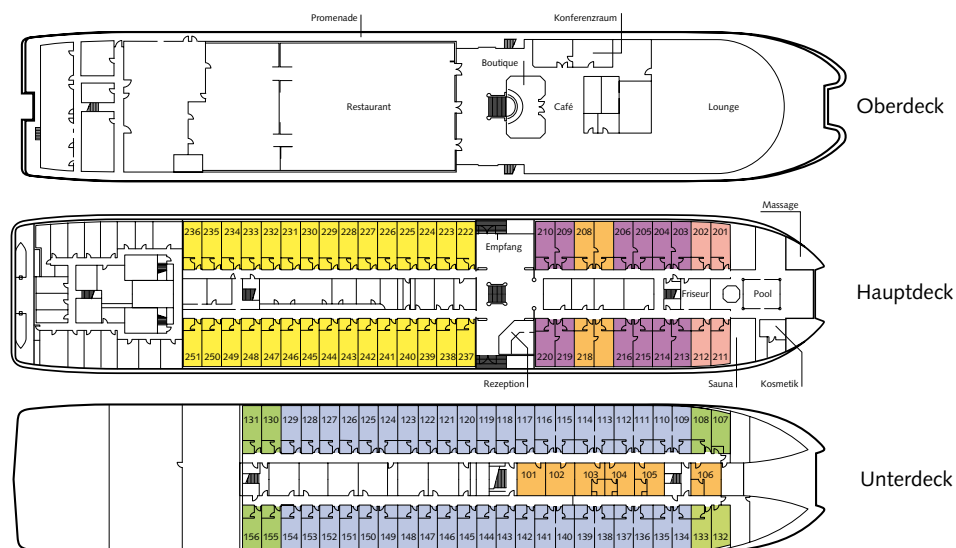 Promenade
Konferenzraum
Boutique
Restaurant
Café
Lounge
Oberdeck
Massage
236 235 234 233 232 231 230 229 228 227 226 225 224 223 222
210 209 208 206 205 204 203 202 201
Empfang
Friseur
Pool
Hauptdeck
251 250 249 248 247 246 245 244 243 242 241 240 239 238 237
220 219 218 216 215 214 213 212 211
Rezeption
Sauna
Kosmetik
131 130 129 128 127 126 125 124 123 122 121 120 119 118 117 116 115 114 113 112 111 110 109 108 107
101 102 103 104 105 106
Unterdeck
156 155 154 153 152 151 150 149 148 147 146 145 144 143 142 141 140 139 138 137 136 135 134 133 132